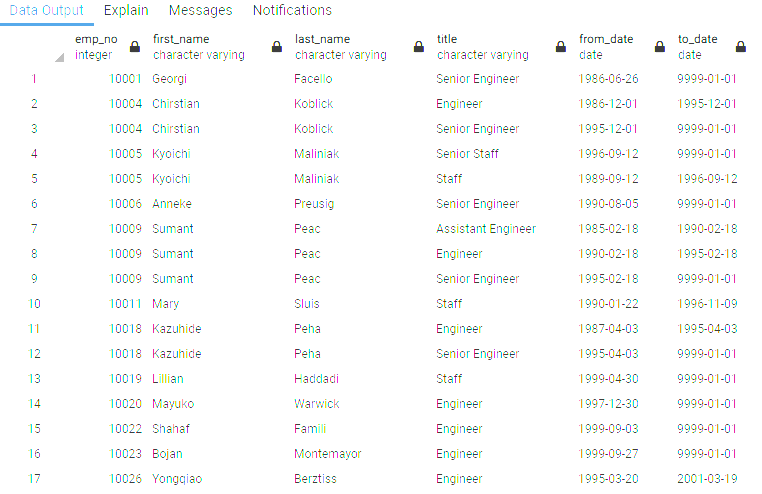 Data Output Explain Messages Notifications
emp_no first_name last_name title from_date to_date
integer character varying character varying character varying date date
1 10001 Georgi Facello Senior Engineer 1986-06-26 9999-01-01
2 10004 Chirstian Koblick Engineer 1986-12-01 1995-12-01
3 10004 Chirstian Koblick Senior Engineer 1995-12-01 9999-01-01
4 10005 Kyoichi Maliniak Senior Staff 1996-09-12 9999-01-01
5 10005 Kyoichi Maliniak Staff 1989-09-12 1996-09-12
6 10006 Anneke Preusig Senior Engineer 1990-08-05 9999-01-01
7 10009 Sumant Peac Assistant Engineer 1985-02-18 1990-02-18
8 10009 Sumant Peac Engineer 1990-02-18 1995-02-18
9 10009 Sumant Peac Senior Engineer 1995-02-18 9999-01-01
10 10011 Mary Sluis Staff 1990-01-22 1996-11-09
11 10018 Kazuhide Peha Engineer 1987-04-03 1995-04-03
12 10018 Kazuhide Peha Senior Engineer 1995-04-03 9999-01-01
13 10019 Lillian Haddadi Staff 1999-04-30 9999-01-01
14 10020 Mayuko Warwick Engineer 1997-12-30 9999-01-01
15 10022 Shahaf Famili Engineer 1999-09-03 9999-01-01
16 10023 Bojan Montemayor Engineer 1999-09-27 9999-01-01
17 10026 Yongqiao Berztiss Engineer 1995-03-20 2001-03-19